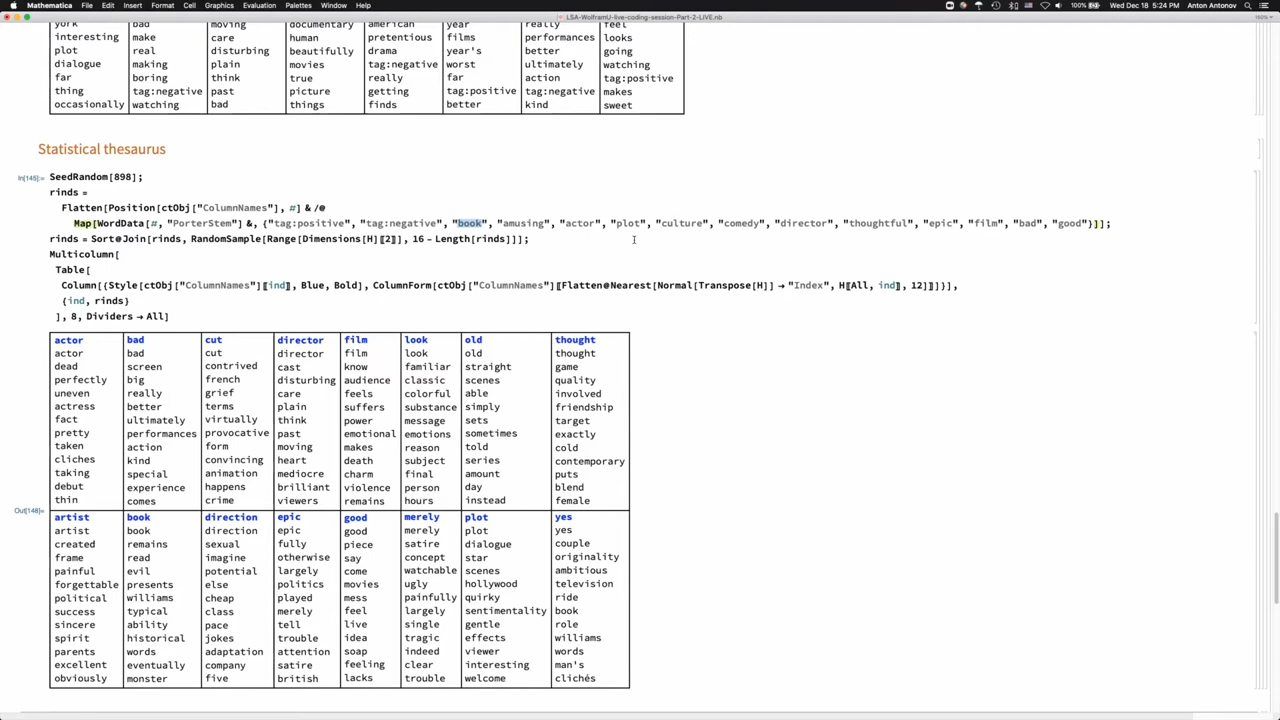 Mathematica File Edit Insert Format Cell Graphics Evaluation Palettes Window Help 100% Wed Dec 18 5:24 PM Anton Antonov
LSA-WolframU-live-coding-session-Part-2-LIVE.nb
york bad moving documentary american year really feel
interesting make care human pretentious films performances looks
plot real disturbing beautifully drama year's better going
dialogue making plain movies tag:negative worst ultimately watching
far boring think true really far action tag:positive
thing tag:negative past picture getting tag:positive tag:negative makes
occasionally watching bad things finds better kind sweet
Statistical thesaurus
In[145]:= SeedRandom[898];
rinds =
Flatten[Position[ctObj["ColumnNames"], #] & /@
Map[WordData[#, "PorterStem"] &, {"tag:positive", "tag:negative", "book", "amusing", "actor", "plot", "culture", "comedy", "director", "thoughtful", "epic", "film", "bad", "good"}]];
rinds = Sort@Join[rinds, RandomSample[Range[Dimensions[H]〚2〛], 16 - Length[rinds]]];
Multicolumn[
Table[
Column[{Style[ctObj["ColumnNames"]〚ind〛, Blue, Bold], ColumnForm[ctObj["ColumnNames"]〚Flatten@Nearest[Normal[Transpose[H]] → "Index", H〚All, ind〛, 12]〛]}],
{ind, rinds}
], 8, Dividers → All]
actor bad cut director film look old thought
actor bad cut director film look old thought
dead screen contrived cast know familiar straight game
perfectly big french disturbing audience classic scenes quality
uneven really grief care feels colorful able involved
actress better terms plain suffers substance simply friendship
fact ultimately virtually think power message sets target
pretty performances provocative past emotional emotions sometimes exactly
taken action form moving makes reason told cold
cliches kind convincing heart death subject series contemporary
taking special animation mediocre charm final amount puts
debut experience happens brilliant violence person day blend
thin comes crime viewers remains hours instead female
Out[148]=
artist book direction epic good merely plot yes
artist book direction epic good merely plot yes
created remains sexual fully piece satire dialogue couple
frame read imagine otherwise say concept star originality
painful evil potential largely come watchable scenes ambitious
forgettable presents else politics movies ugly hollywood television
political williams cheap played mess painfully quirky ride
success typical class merely feel largely sentimentality book
sincere ability pace tell live single gentle role
spirit historical jokes trouble idea tragic effects williams
parents words adaptation attention soap indeed viewer words
excellent eventually company satire feeling clear interesting man's
obviously monster five british lacks trouble welcome clichés